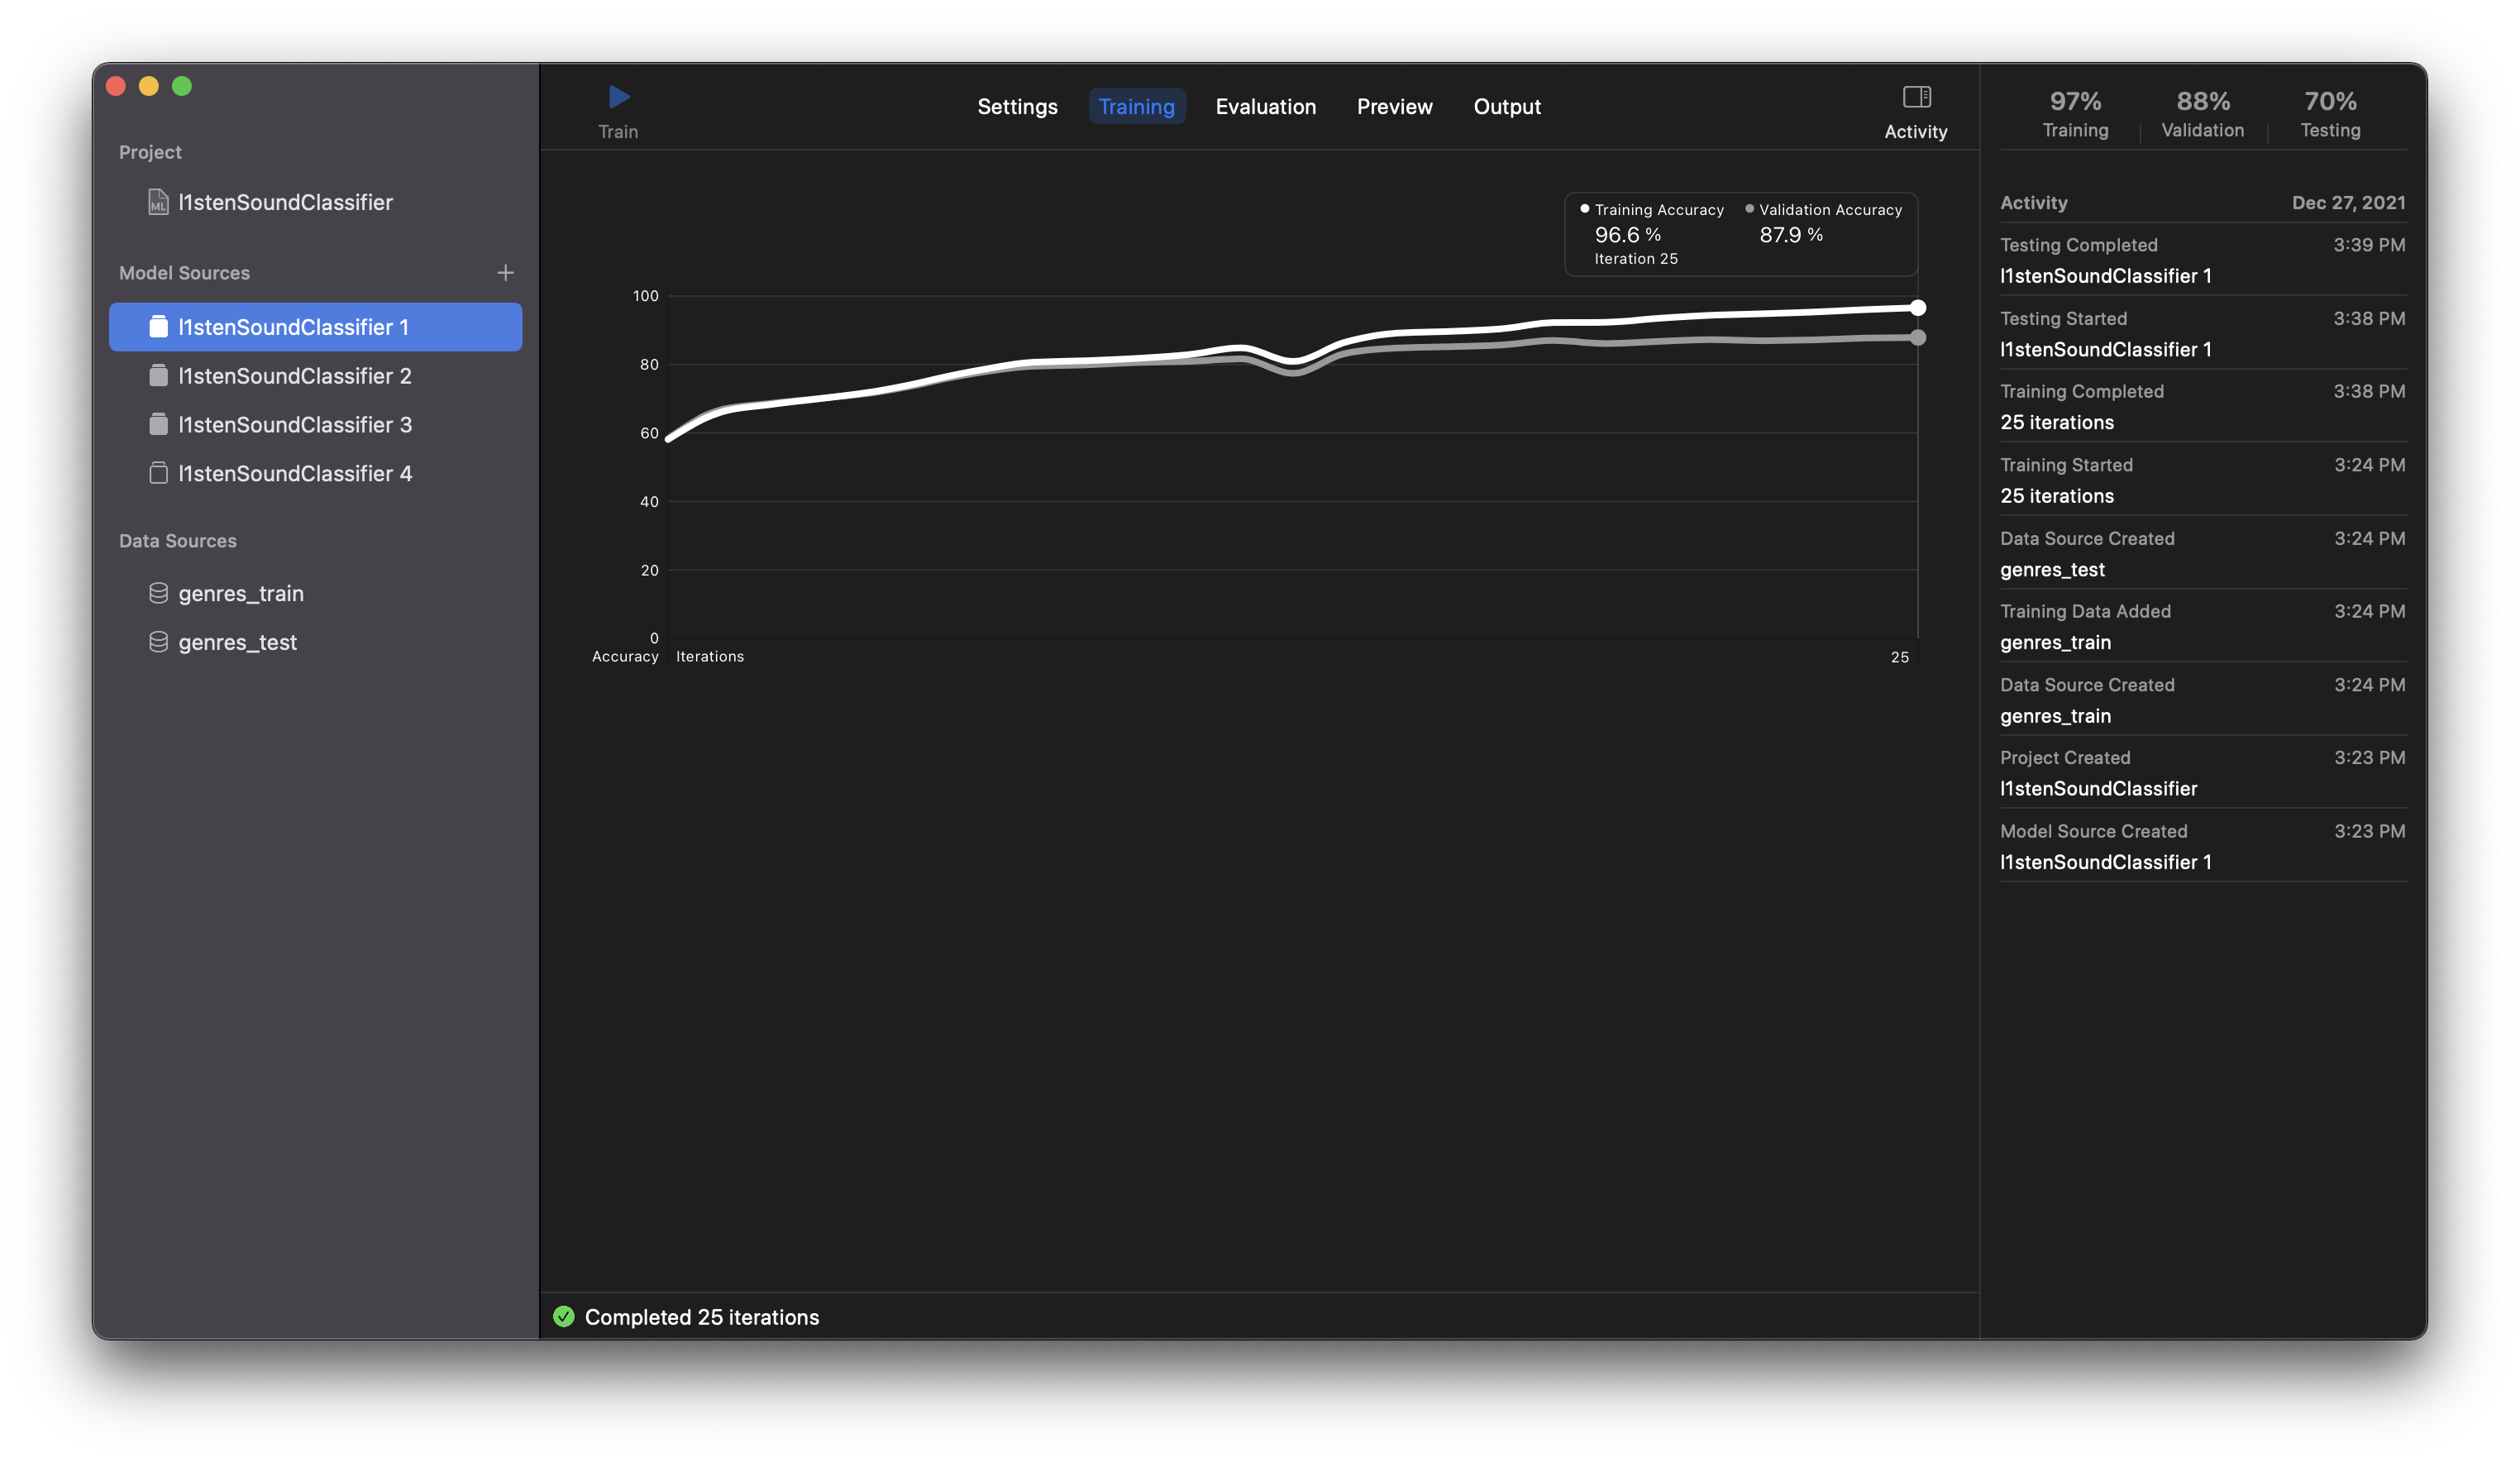 Project
l1stenSoundClassifier
Model Sources
l1stenSoundClassifier 1
l1stenSoundClassifier 2
l1stenSoundClassifier 3
l1stenSoundClassifier 4
Data Sources
genres_train
genres_test
Train
Settings Training Evaluation Preview Output
Activity
Training Accuracy Validation Accuracy
96.6 % 87.9 %
Iteration 25
100
80
60
40
20
0
Accuracy Iterations 25
Completed 25 iterations
97% 88% 70%
Training Validation Testing
Activity Dec 27, 2021
Testing Completed 3:39 PM
l1stenSoundClassifier 1
Testing Started 3:38 PM
l1stenSoundClassifier 1
Training Completed 3:38 PM
25 iterations
Training Started 3:24 PM
25 iterations
Data Source Created 3:24 PM
genres_test
Training Data Added 3:24 PM
genres_train
Data Source Created 3:24 PM
genres_train
Project Created 3:23 PM
l1stenSoundClassifier
Model Source Created 3:23 PM
l1stenSoundClassifier 1